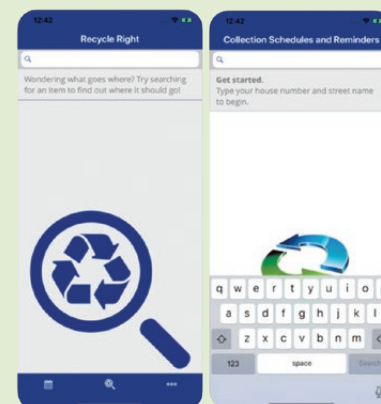 12:42
Recycle Right
Wondering what goes where? Try searching
for an item to find out where it should go!
12:42
Collection Schedules and Reminders
Get started.
Type your house number and street name
to begin.
q w e r t y u i o
a s d f g h j k l
z x c v b n m
123 space Search